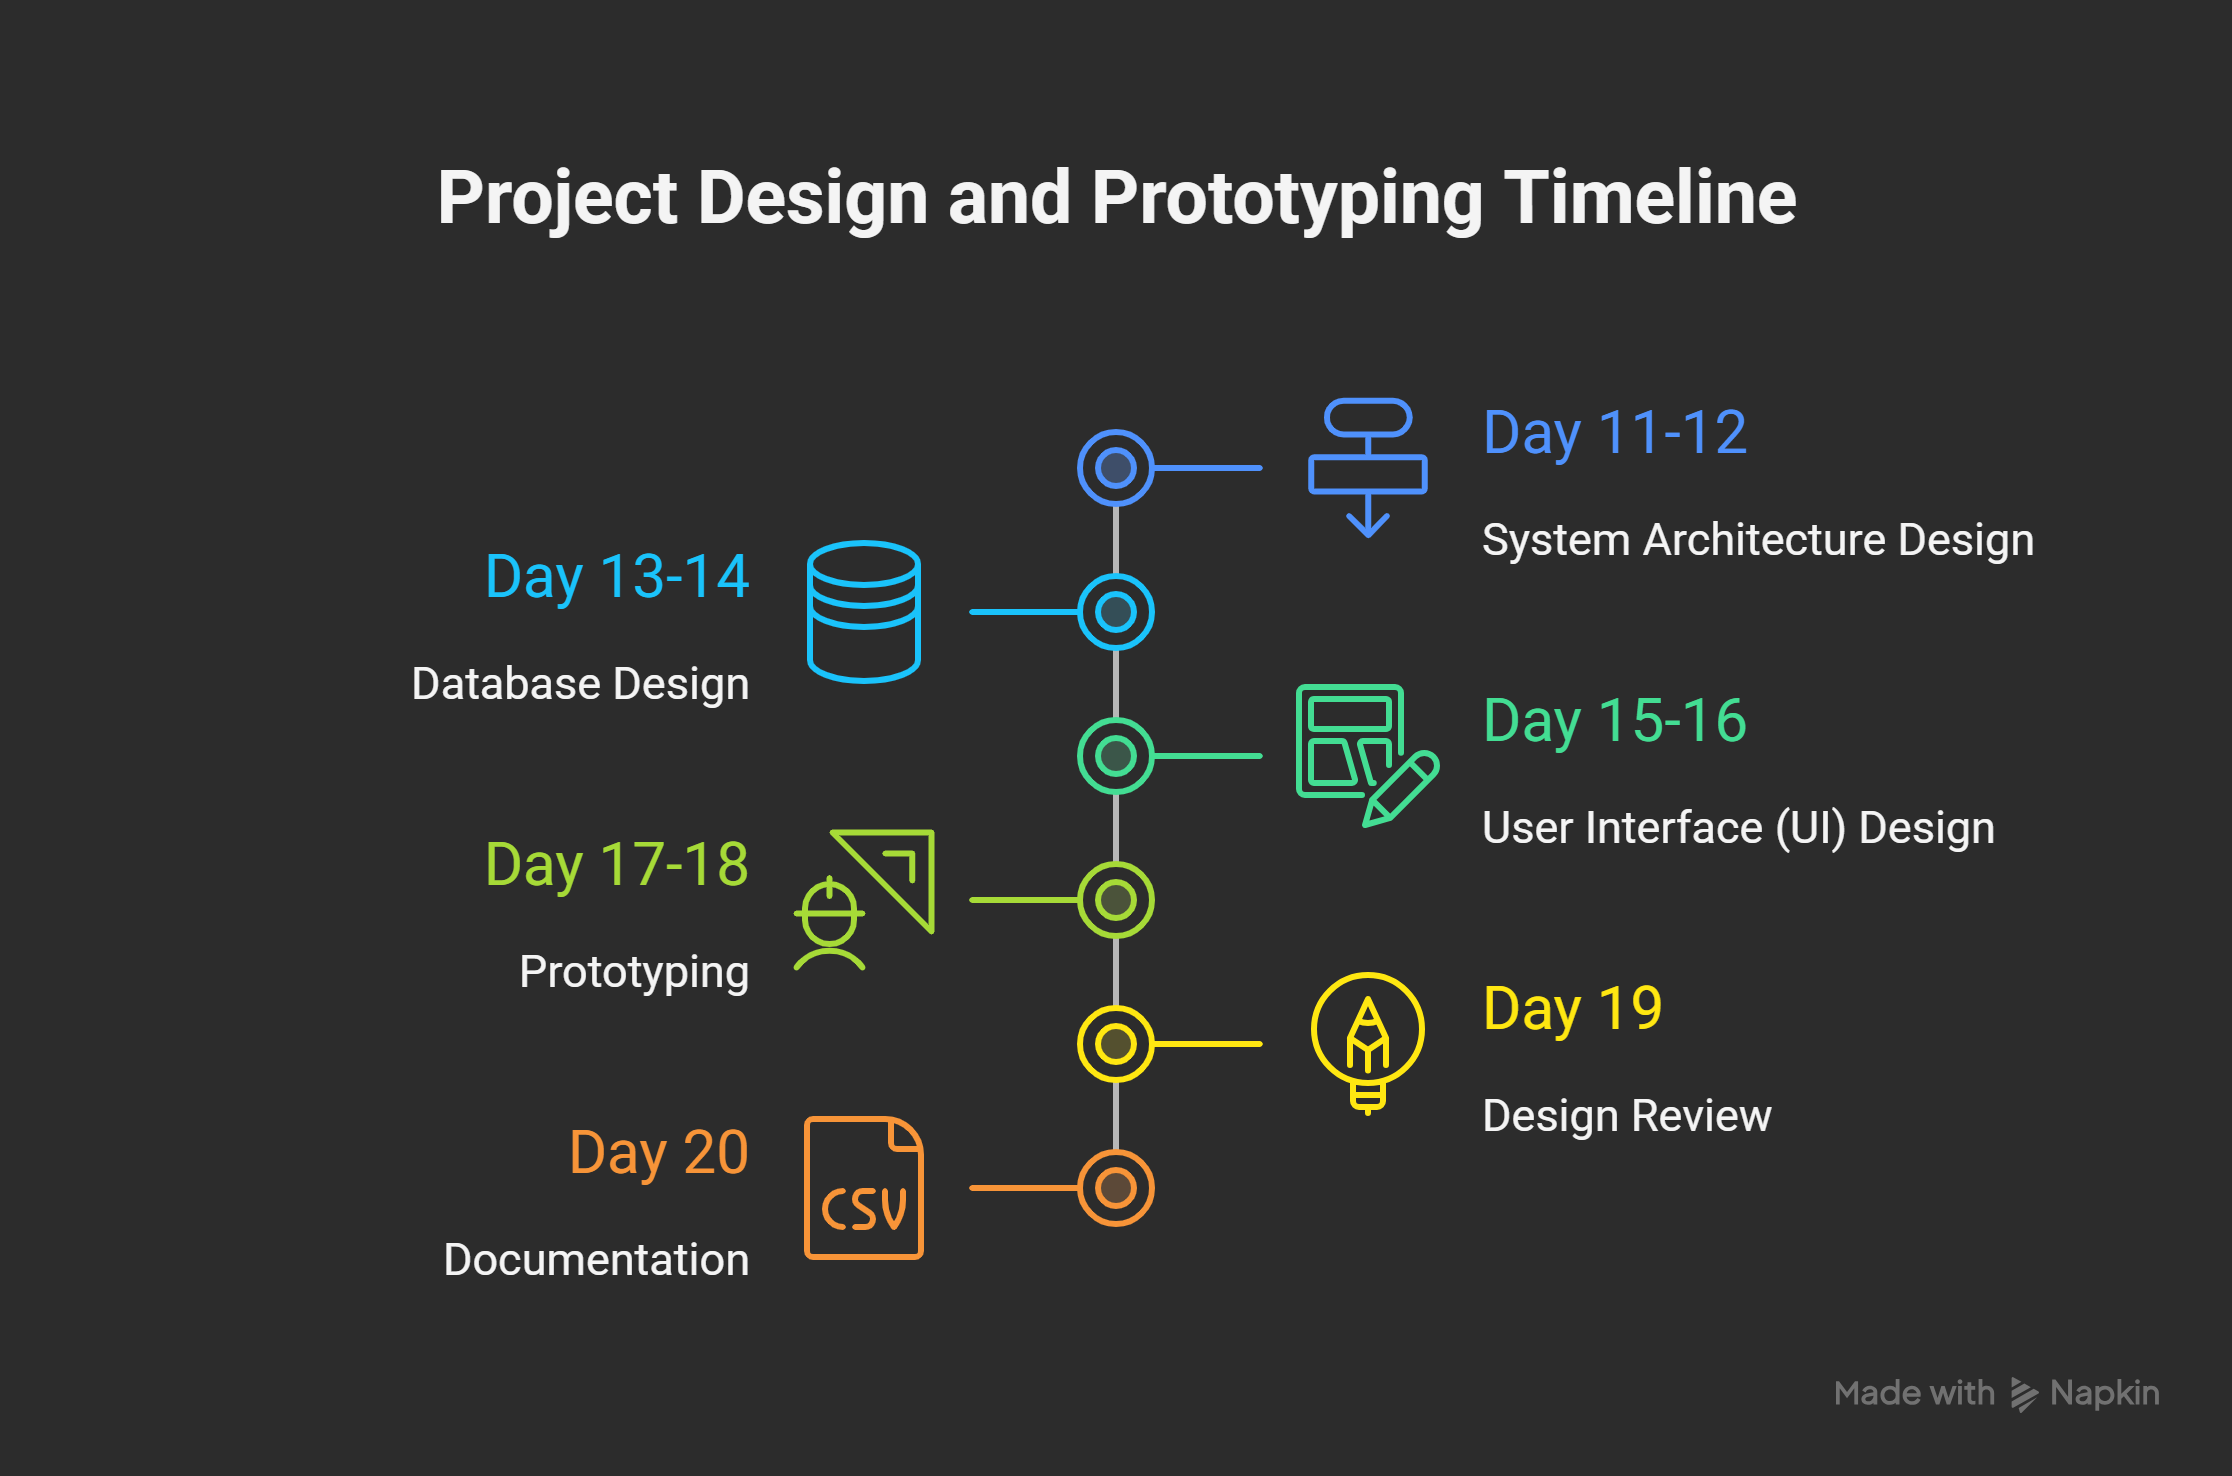 Project Design and Prototyping Timeline
Day 11-12
System Architecture Design
Day 13-14
Database Design
Day 15-16
User Interface (UI) Design
Day 17-18
Prototyping
Day 19
Design Review
Day 20
CSV
Documentation
Made with Napkin